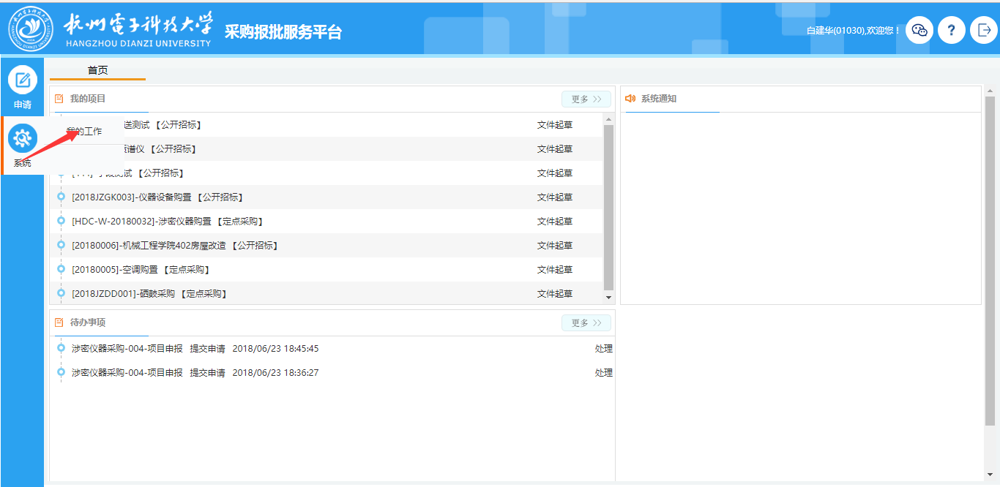 杭州电子科技大学
HANGZHOU DIANZI UNIVERSITY
采购报批服务平台
白建华(01030),欢迎您！
?
申请
系统
我的工作
首页
我的项目
更多 >>
送测试 【公开招标】 文件起草
谱仪 【公开招标】 文件起草
测试 【公开招标】 文件起草
[2018JZGK003]-仪器设备购置 【公开招标】 文件起草
[HDC-W-20180032]-涉密仪器购置 【定点采购】 文件起草
[20180006]-机械工程学院402房屋改造 【公开招标】 文件起草
[20180005]-空调购置 【定点采购】 文件起草
[2018JZDD001]-硒鼓采购 【定点采购】 文件起草
系统通知
待办事项
更多 >>
涉密仪器采购-004-项目申报 提交申请 2018/06/23 18:45:45 处理
涉密仪器采购-004-项目申报 提交申请 2018/06/23 18:36:27 处理